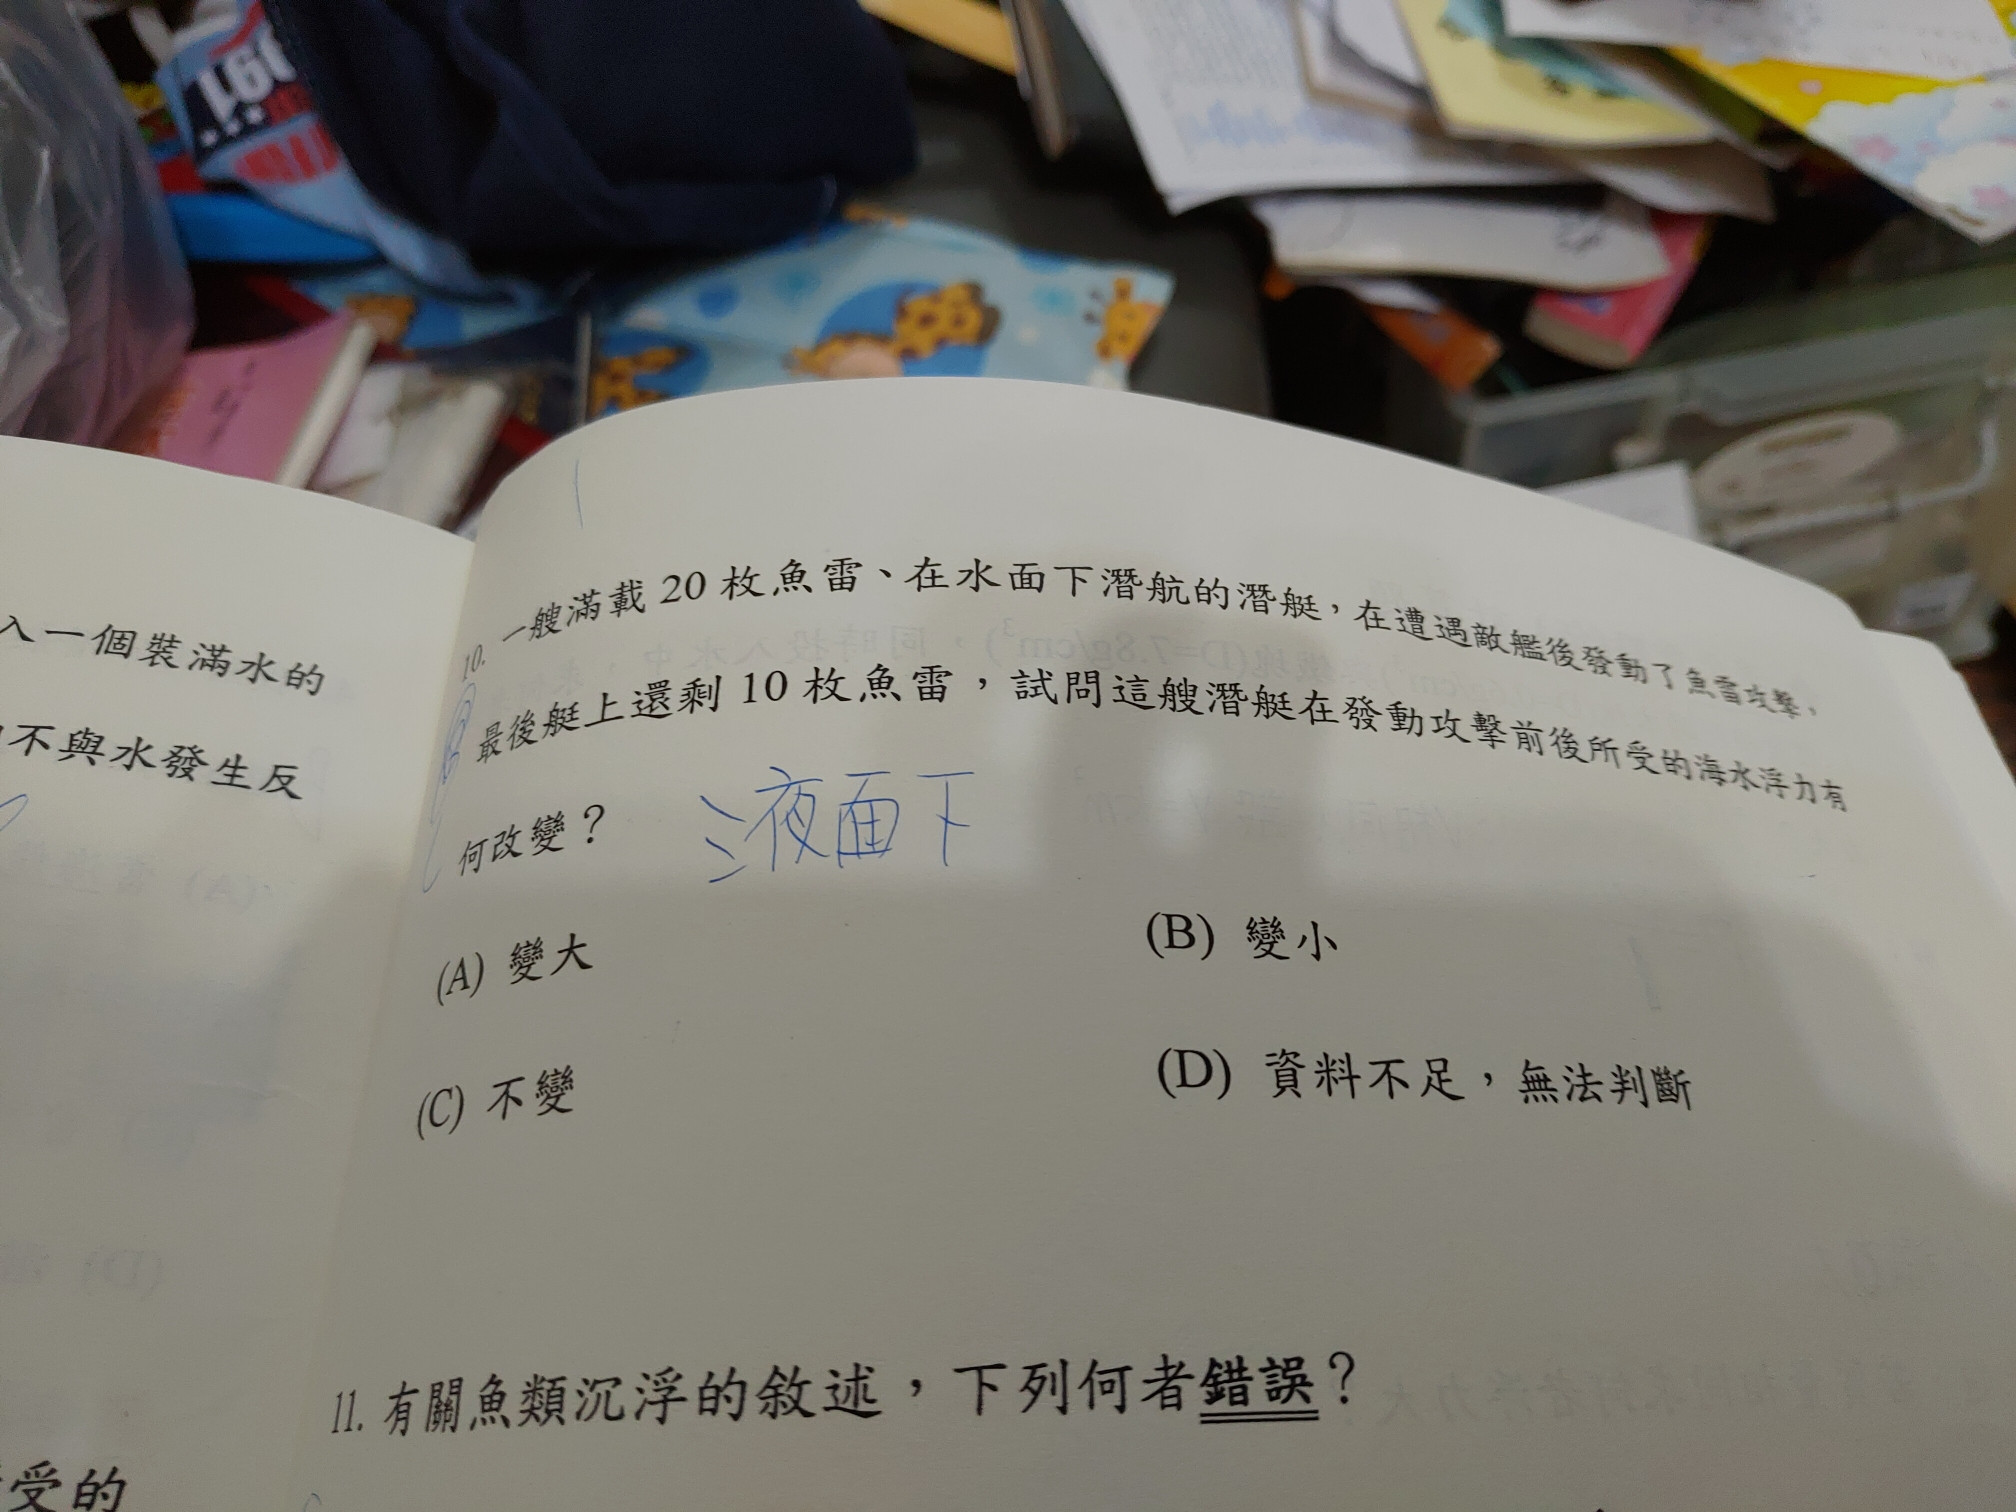 091
入一個裝滿水的
不與水發生反
受的
10. 一艘滿載 20 枚魚雷、在水面下潛航的潛艇，在遭遇敵艦後發動了魚雷攻擊，
最後艇上還剩 10 枚魚雷，試問這艘潛艇在發動攻擊前後所受的海水浮力有
何改變？
液面下
(A) 變大
(B) 變小
(C) 不變
(D) 資料不足，無法判斷
11. 有關魚類沉浮的敘述，下列何者錯誤？